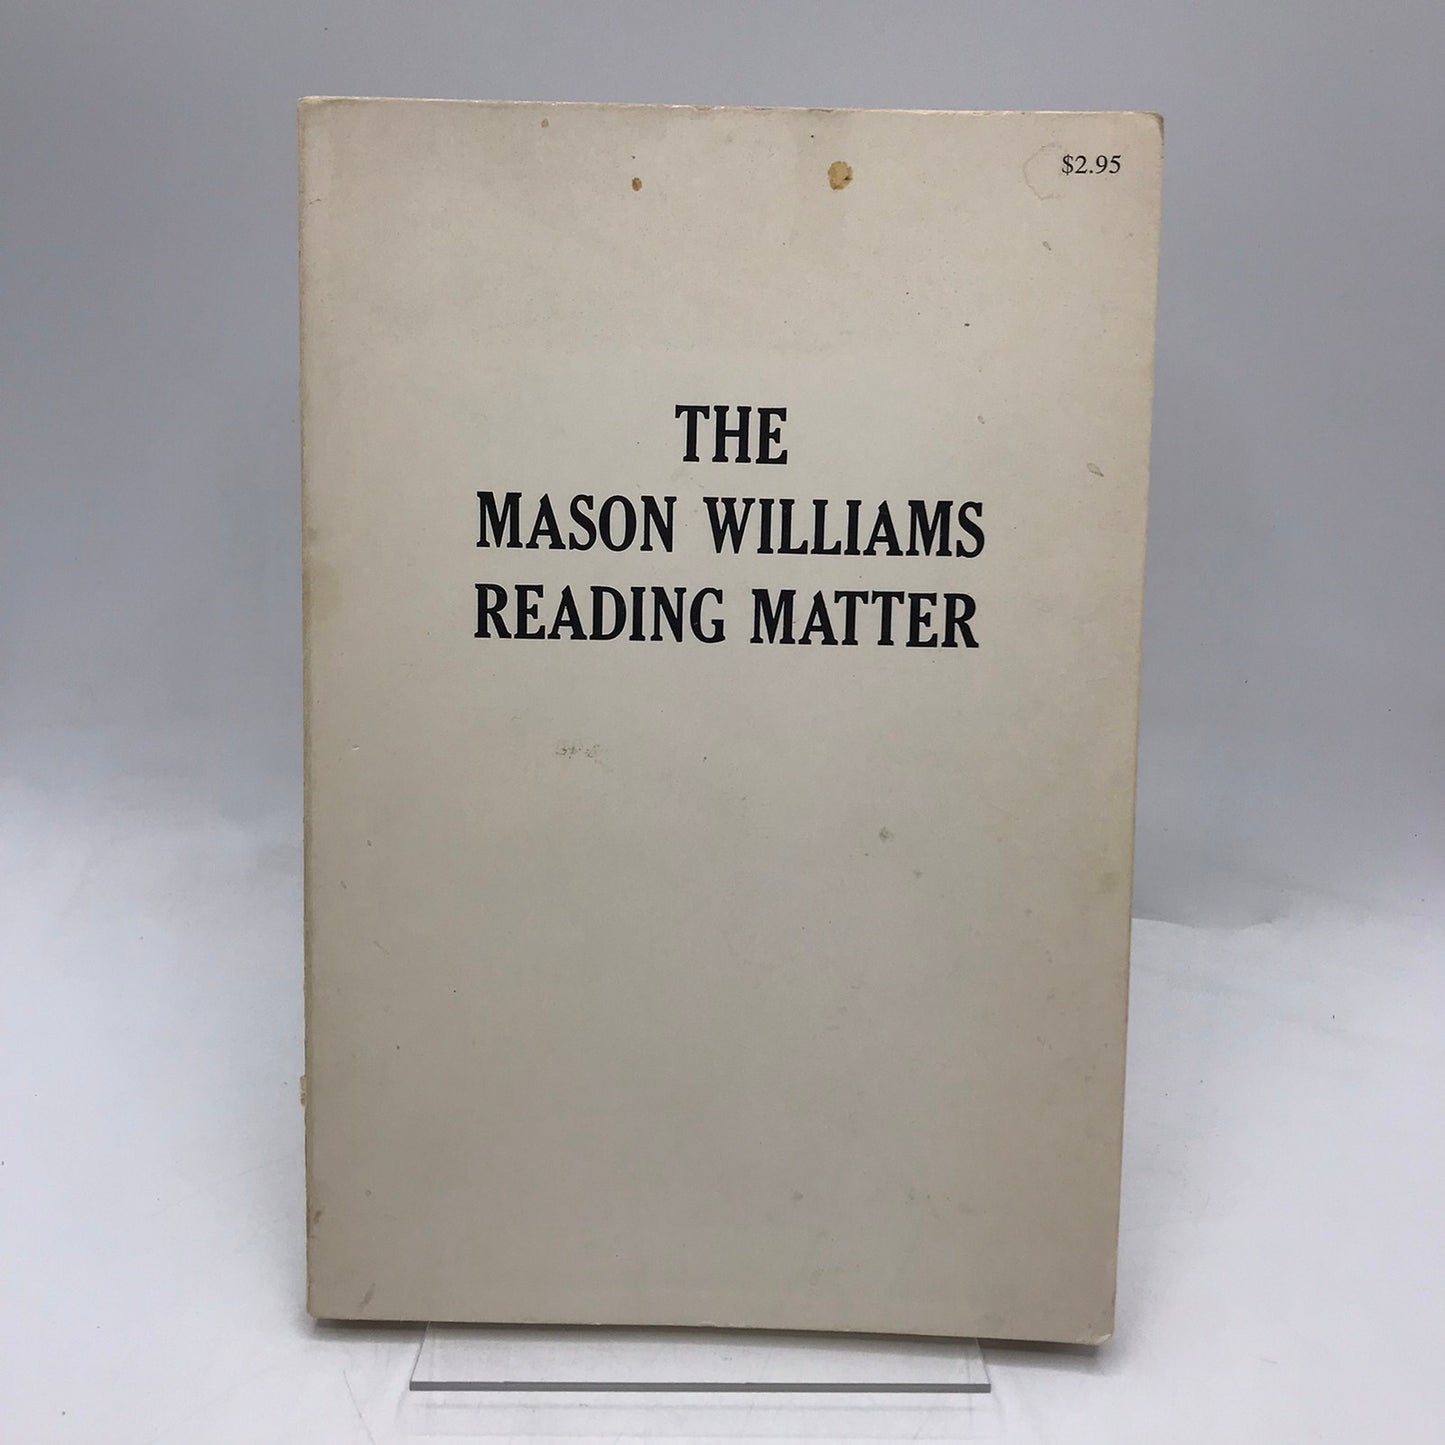 $2.95
THE
MASON WILLIAMS
READING MATTER